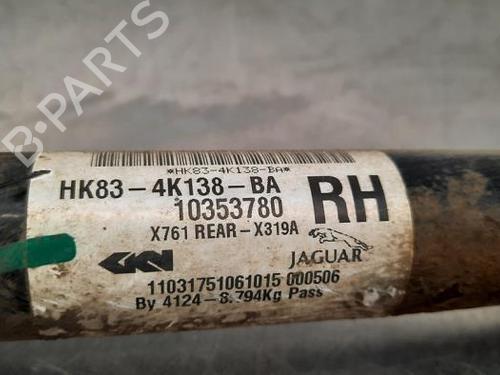 B-PARTS
*HK83-4K138-BA*
HK83-4K138-BA
10353780
RH
X761 REAR-X319A
GKN
JAGUAR
11031751061015 000506
By 4124-8.794Kg Pass